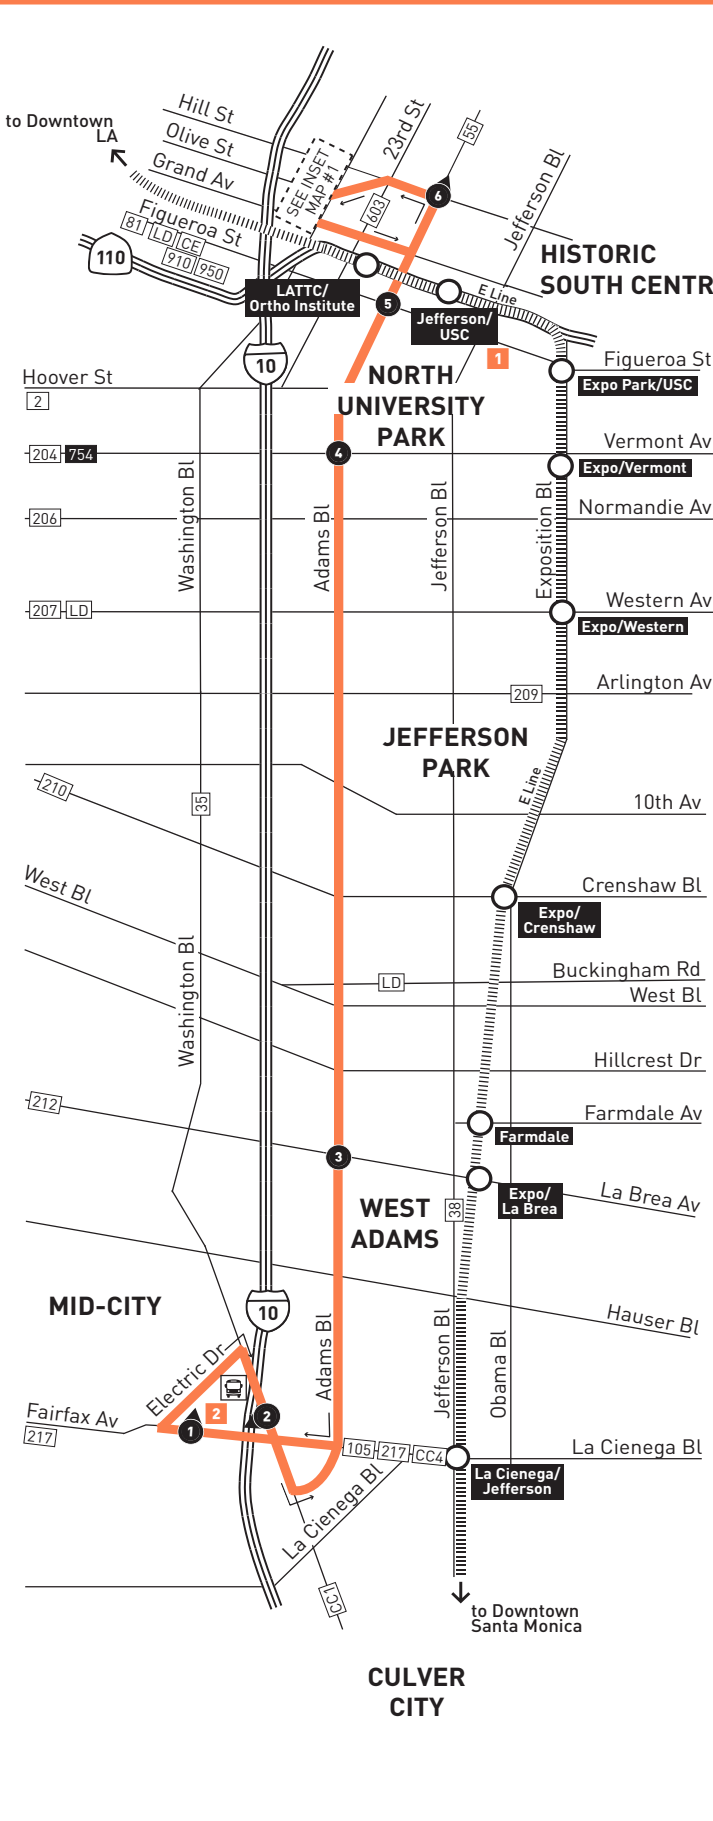 Hill St
to Downtown
LA
Olive St
Grand Av
23rd St
55
Jefferson Bl
SEE INSET
MAP #1
6
603
Figueroa St
81 LD CE
910 950
110
HISTORIC
SOUTH CENTR
E Line
LATTC/
Ortho Institute
5
Jefferson/
USC
1
10
NORTH
UNIVERSITY
PARK
Figueroa St
Expo Park/USC
Hoover St
2
204 754
4
Vermont Av
Expo/Vermont
206
Normandie Av
Washington Bl
Adams Bl
Jefferson Bl
Exposition Bl
207 LD
Western Av
Expo/Western
209
Arlington Av
JEFFERSON
PARK
E Line
210
35
10th Av
West Bl
Crenshaw Bl
Expo/
Crenshaw
Washington Bl
LD
Buckingham Rd
West Bl
Hillcrest Dr
212
Farmdale Av
Farmdale
3
Expo/
La Brea
La Brea Av
WEST
ADAMS
38
MID-CITY
10
Hauser Bl
Adams Bl
Jefferson Bl
Obama Bl
Electric Dr
Fairfax Av
217
1
2
2
105 217 CC4
La Cienega Bl
La Cienega/
Jefferson
La Cienega Bl
CC1
to Downtown
Santa Monica
CULVER
CITY